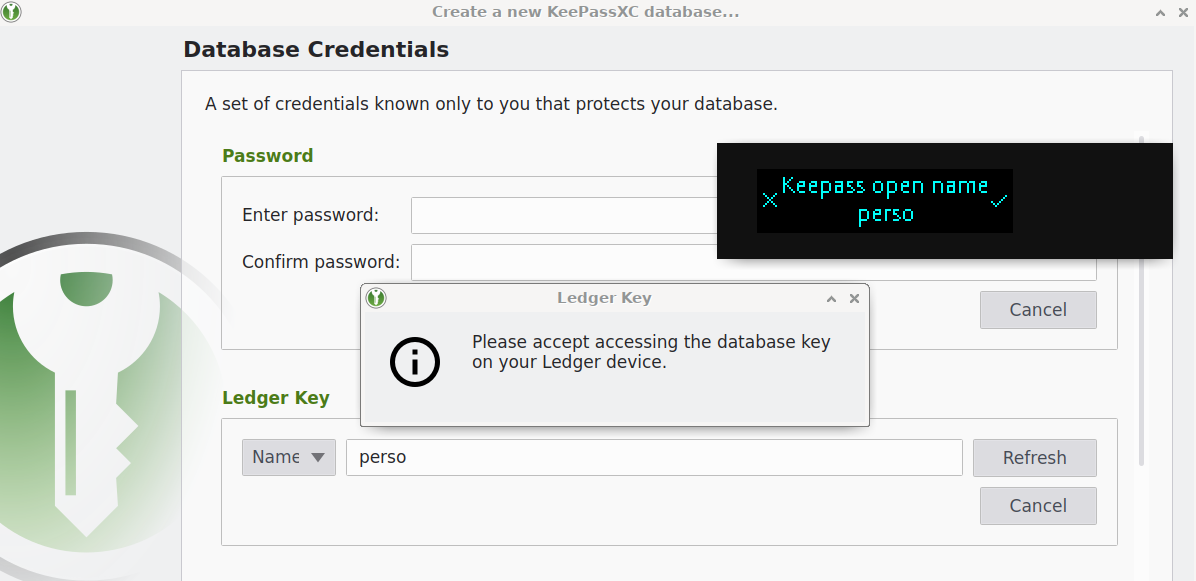 Create a new KeePassXC database...
Database Credentials
A set of credentials known only to you that protects your database.
Password
Keepass open name
perso
Enter password:
Confirm password:
Cancel
Ledger Key
Please accept accessing the database key
on your Ledger device.
Ledger Key
Name
perso
Refresh
Cancel